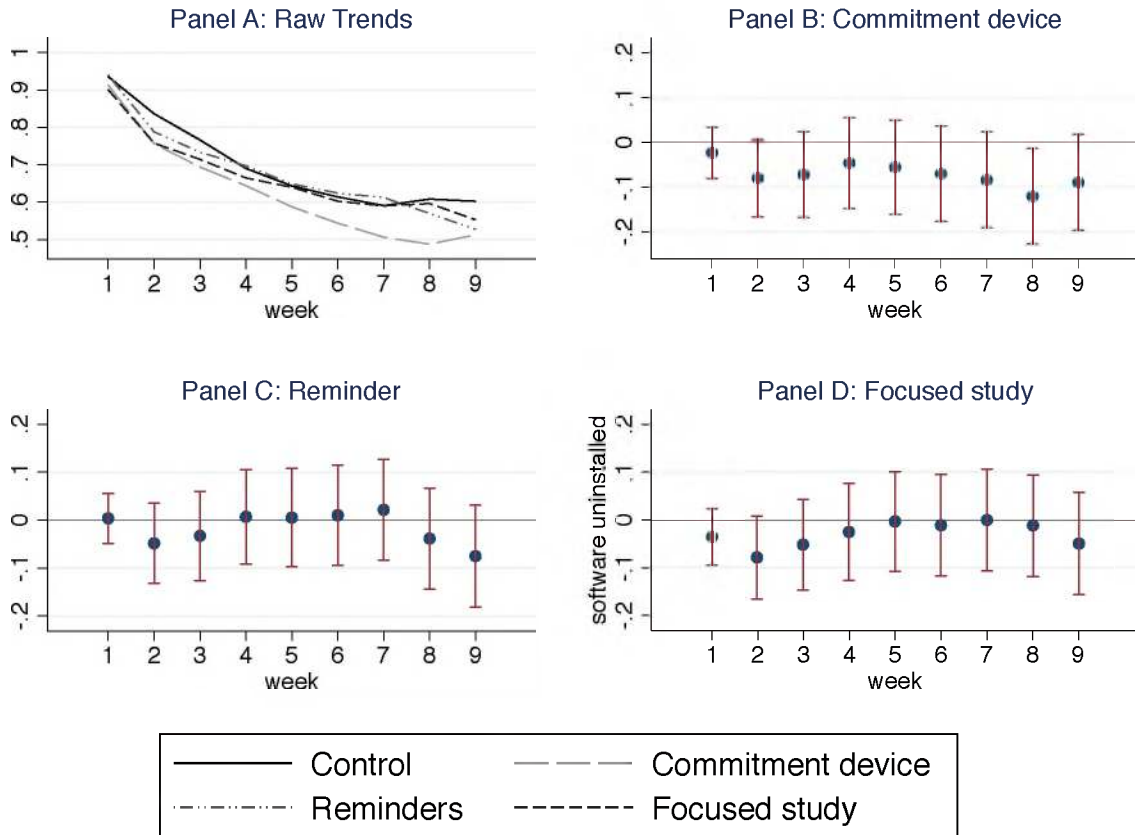 Panel A: Raw Trends
1
.9
.8
.7
.6
.5
1 2 3 4 5 6 7 8 9
week
Panel B: Commitment device
.2
.1
0
-.1
-.2
1 2 3 4 5 6 7 8 9
week
Panel C: Reminder
.2
.1
0
-.1
-.2
1 2 3 4 5 6 7 8 9
week
Panel D: Focused study
software uninstalled
.2
.1
0
-.1
-.2
1 2 3 4 5 6 7 8 9
week
Control
Commitment device
Reminders
Focused study